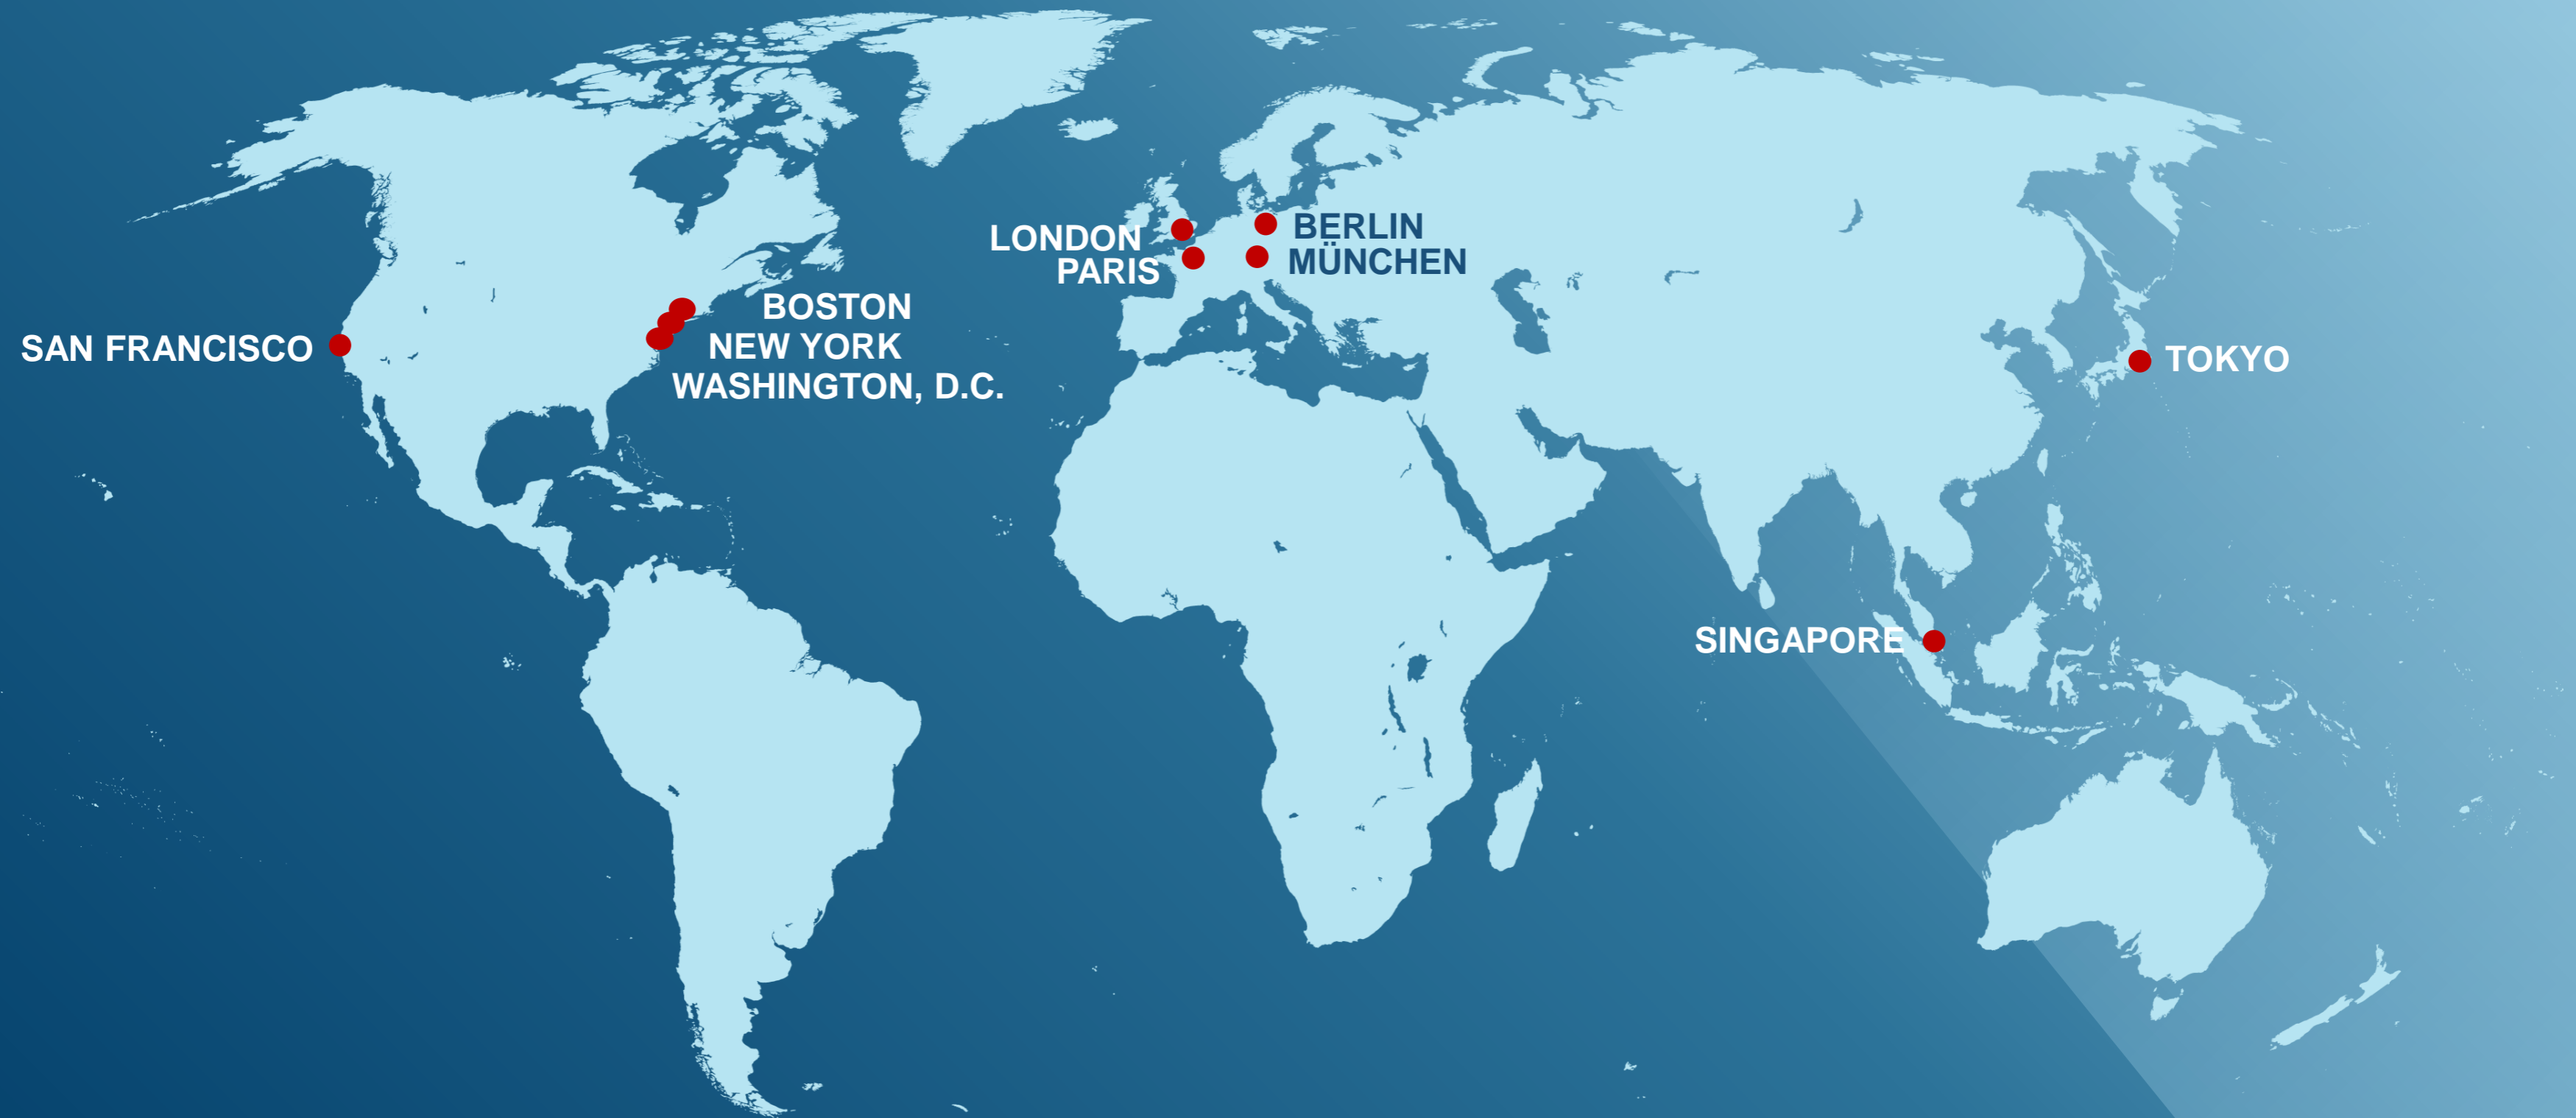 LONDON
PARIS
BERLIN
MÜNCHEN
BOSTON
NEW YORK
WASHINGTON, D.C.
SAN FRANCISCO
TOKYO
SINGAPORE